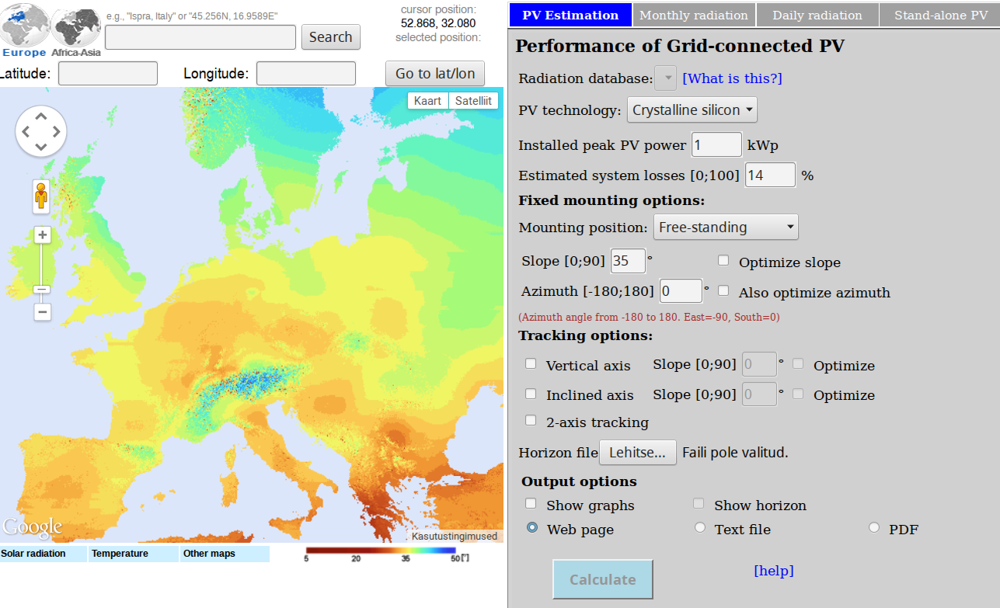 e.g., "Ispra, Italy" or "45.256N, 16.9589E"
Search
Europe Africa-Asia
cursor position:
52.868, 32.080
selected position:
Latitude:
Longitude:
Go to lat/lon
Kaart Satelliit
Google
Kasutustingimused
Solar radiation Temperature Other maps
5 20 35 50[°]
PV Estimation Monthly radiation Daily radiation Stand-alone PV
Performance of Grid-connected PV
Radiation database: [What is this?]
PV technology: Crystalline silicon
Installed peak PV power 1 kWp
Estimated system losses [0;100] 14 %
Fixed mounting options:
Mounting position: Free-standing
Slope [0;90] 35 ° Optimize slope
Azimuth [-180;180] 0 ° Also optimize azimuth
(Azimuth angle from -180 to 180. East=-90, South=0)
Tracking options:
Vertical axis Slope [0;90] 0 ° Optimize
Inclined axis Slope [0;90] 0 ° Optimize
2-axis tracking
Horizon file Lehitse... Faili pole valitud.
Output options
Show graphs Show horizon
Web page Text file PDF
Calculate [help]